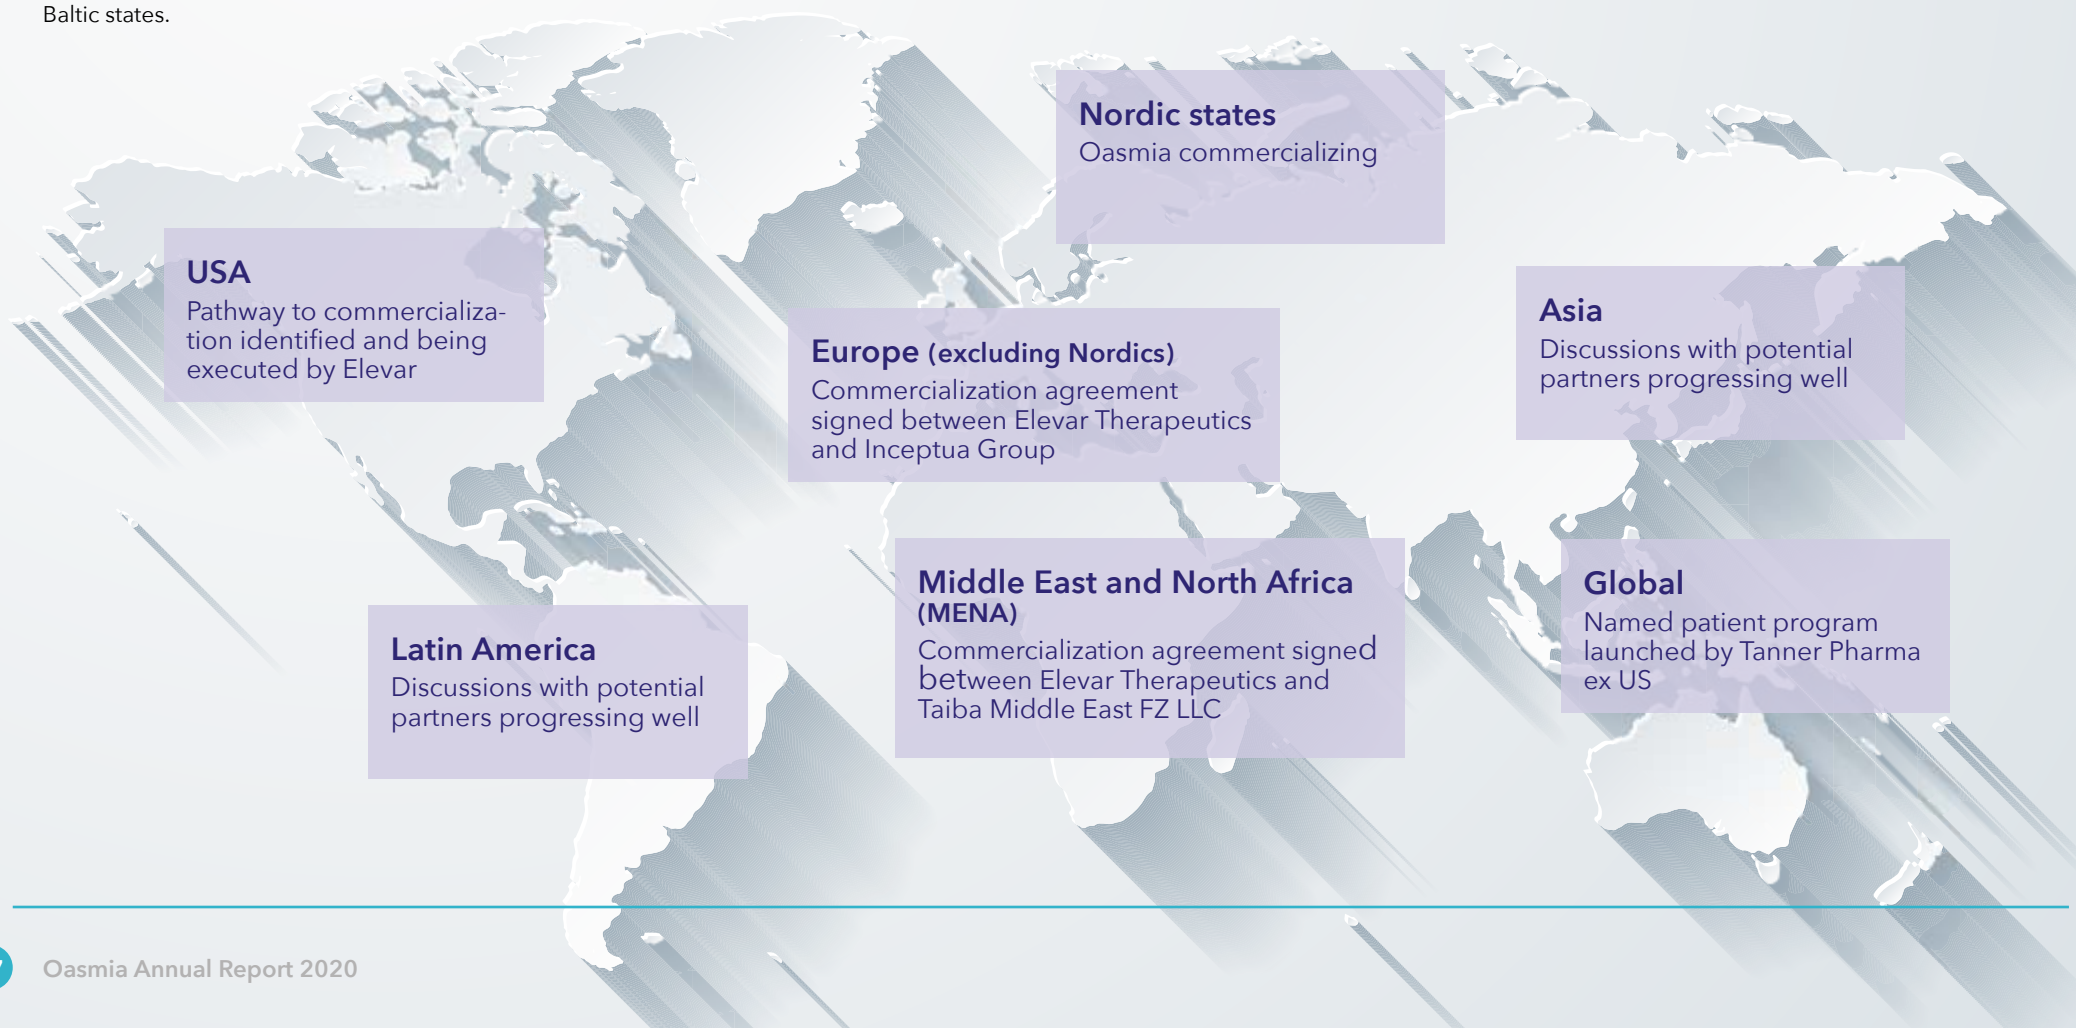 Baltic states.
Nordic states
Oasmia commercializing
USA
Pathway to commercializa-
tion identified and being
executed by Elevar
Asia
Discussions with potential
partners progressing well
Europe (excluding Nordics)
Commercialization agreement
signed between Elevar Therapeutics
and Inceptua Group
Middle East and North Africa
(MENA)
Commercialization agreement signed
between Elevar Therapeutics and
Taiba Middle East FZ LLC
Global
Named patient program
launched by Tanner Pharma
ex US
Latin America
Discussions with potential
partners progressing well
Oasmia Annual Report 2020